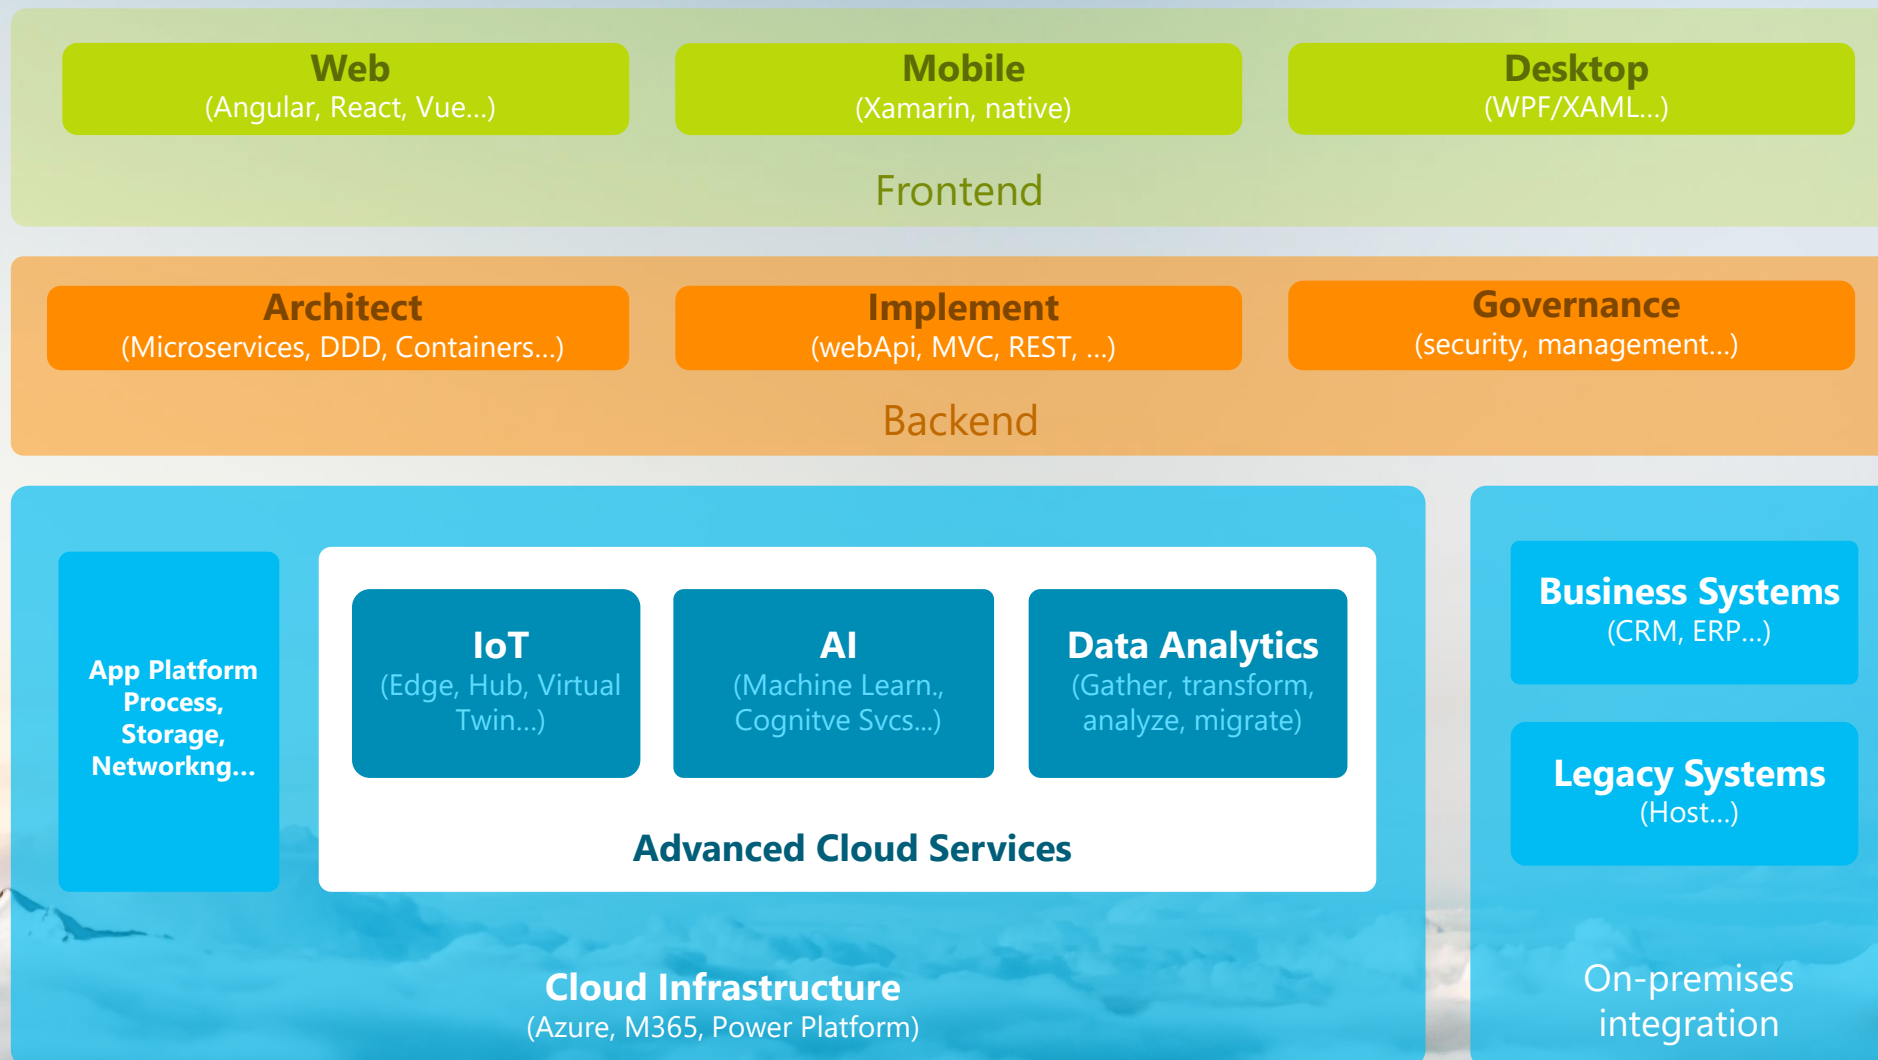 Web
(Angular, React, Vue...)
Mobile
(Xamarin, native)
Desktop
(WPF/XAML...)
Frontend
Architect
(Microservices, DDD, Containers...)
Implement
(webApi, MVC, REST, ...)
Governance
(security, management...)
Backend
App Platform
Process,
Storage,
Networkng...
IoT
(Edge, Hub, Virtual
Twin...)
AI
(Machine Learn.,
Cognitve Svcs...)
Data Analytics
(Gather, transform,
analyze, migrate)
Advanced Cloud Services
Cloud Infrastructure
(Azure, M365, Power Platform)
Business Systems
(CRM, ERP...)
Legacy Systems
(Host...)
On-premises
integration